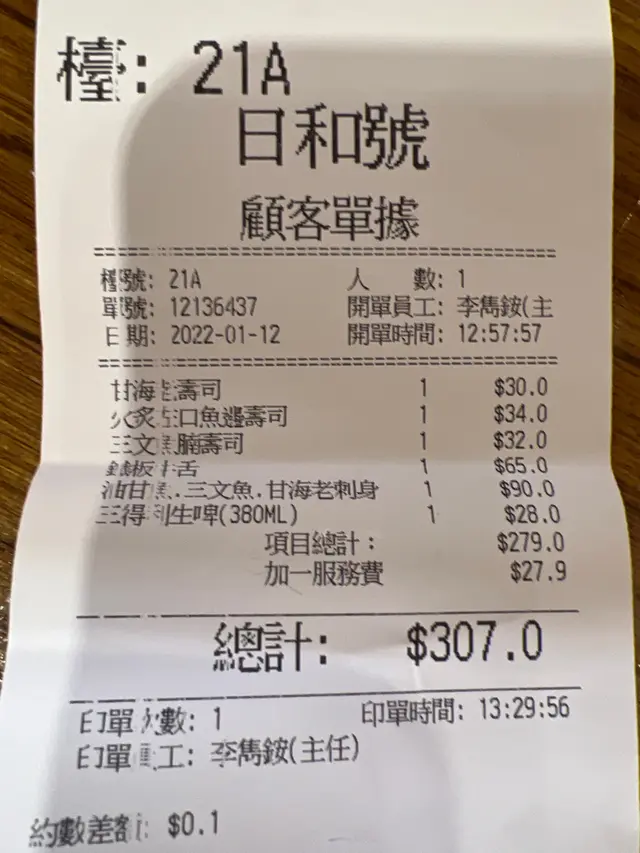 檯: 21A
日和號
顧客單據
檯號: 21A 人 數: 1
單號: 12136437 開單員工: 李雋銨(主
日期: 2022-01-12 開單時間: 12:57:57
甘海老壽司 1 $30.0
火炙左口魚邊壽司 1 $34.0
三文魚腩壽司 1 $32.0
鐵板牛舌 1 $65.0
油甘魚.三文魚.甘海老刺身 1 $90.0
三得利生啤(380ML) 1 $28.0
項目總計: $279.0
加一服務費 $27.9
總計: $307.0
印單次數: 1 印單時間: 13:29:56
印單員工: 李雋銨(主任)
約數差額: $0.1